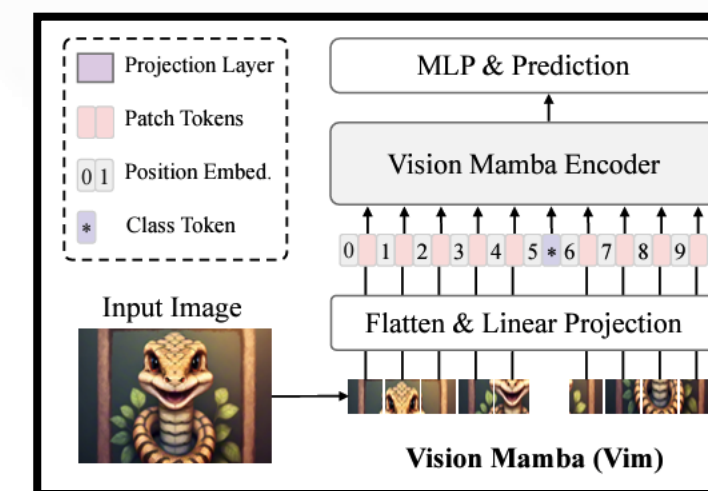 Projection Layer
Patch Tokens
0 1 Position Embed.
* Class Token
Input Image
MLP & Prediction
Vision Mamba Encoder
0 1 2 3 4 5 * 6 7 8 9
Flatten & Linear Projection
Vision Mamba (Vim)